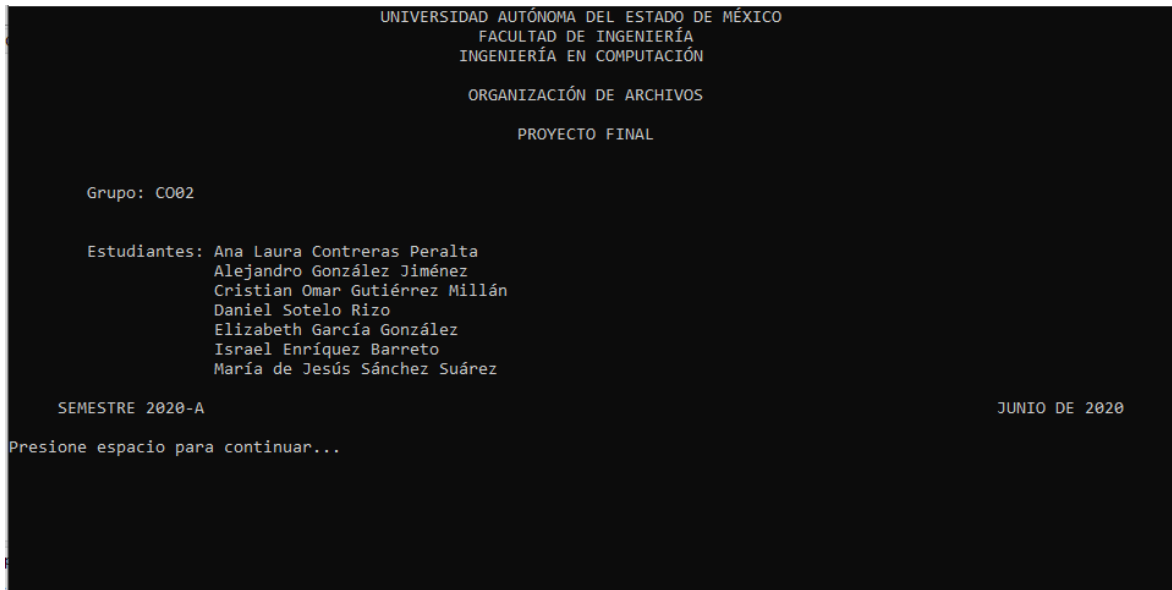 UNIVERSIDAD AUTÓNOMA DEL ESTADO DE MÉXICO
FACULTAD DE INGENIERÍA
INGENIERÍA EN COMPUTACIÓN
ORGANIZACIÓN DE ARCHIVOS
PROYECTO FINAL
Grupo: CO02
Estudiantes: Ana Laura Contreras Peralta
Alejandro González Jiménez
Cristian Omar Gutiérrez Millán
Daniel Sotelo Rizo
Elizabeth García González
Israel Enríquez Barreto
María de Jesús Sánchez Suárez
SEMESTRE 2020-A JUNIO DE 2020
Presione espacio para continuar...